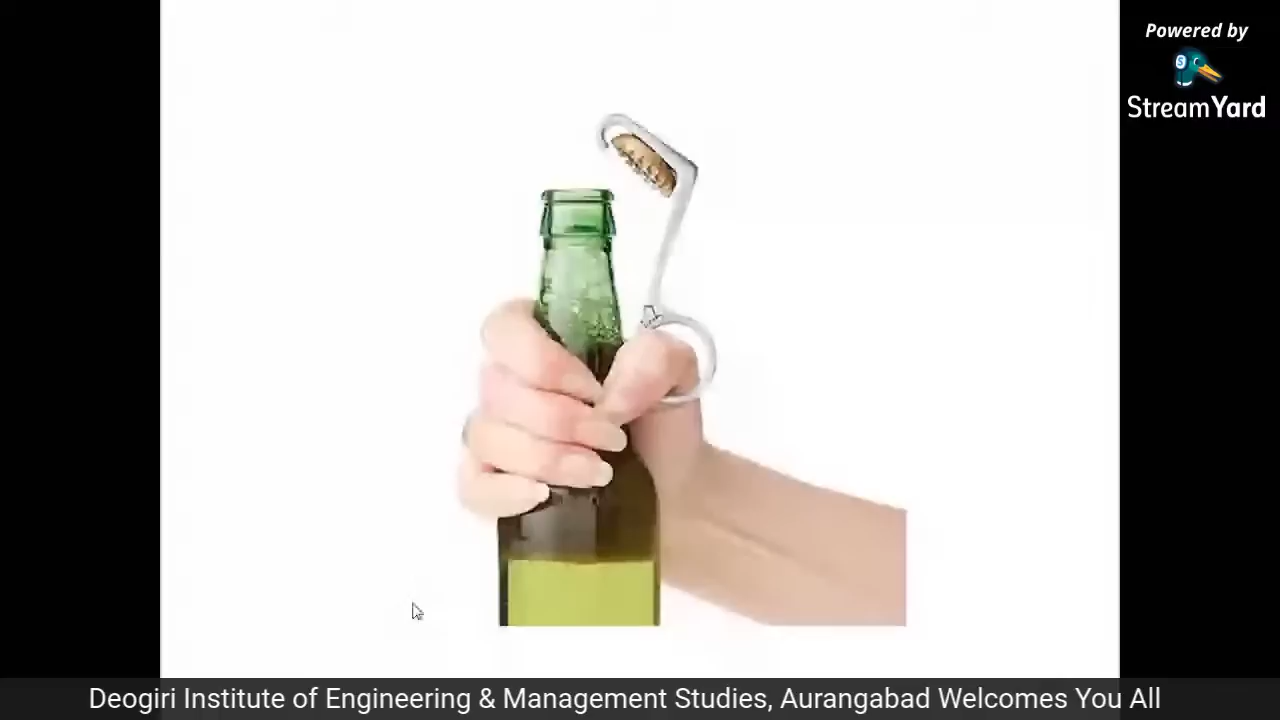 Powered by
StreamYard
Deogiri Institute of Engineering & Management Studies, Aurangabad Welcomes You All